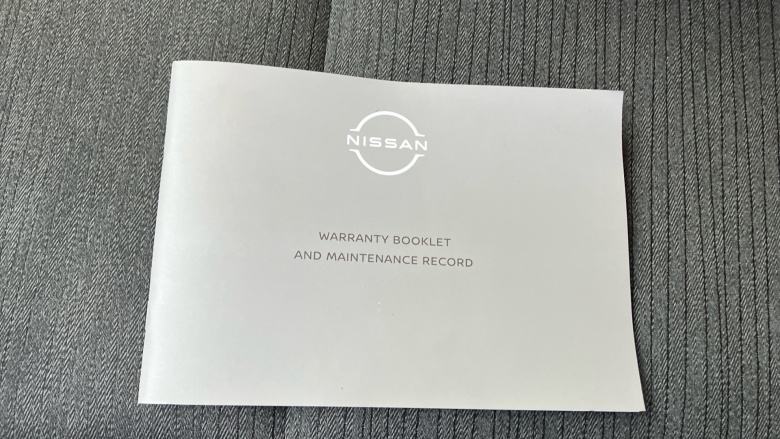 NISSAN
WARRANTY BOOKLET
AND MAINTENANCE RECORD